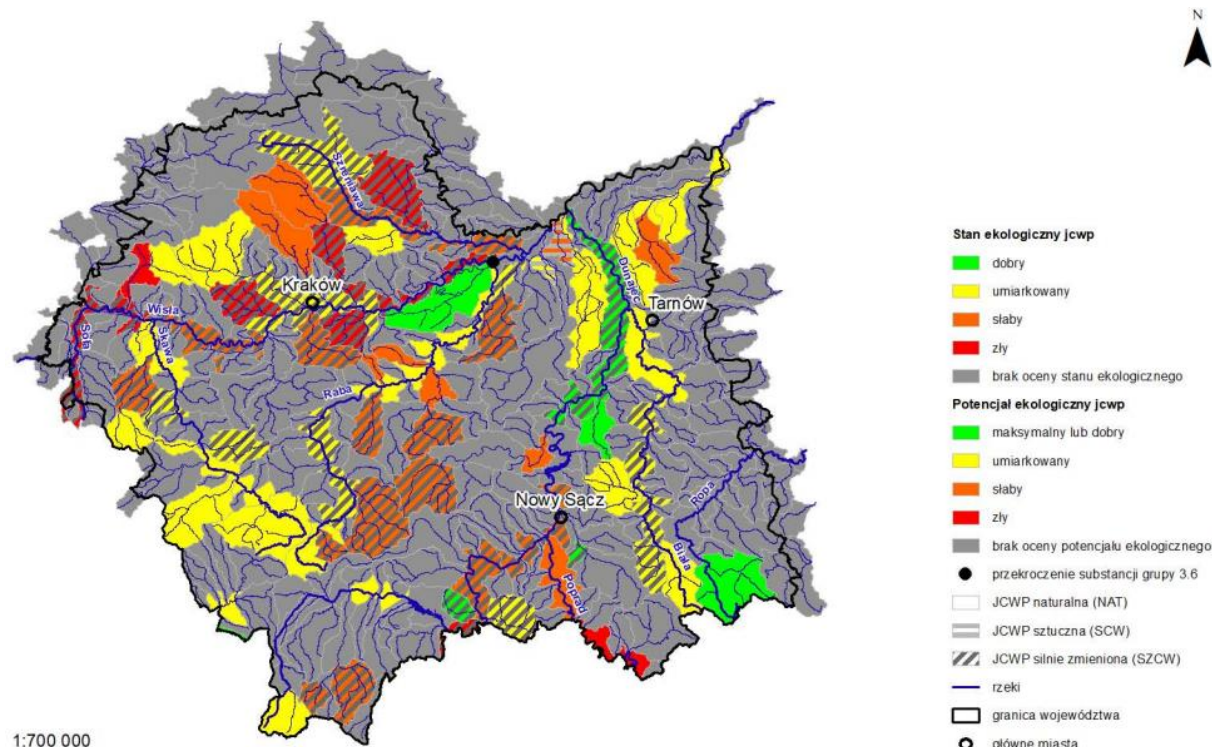 N
Szreniawa
Kraków
Wisła
Soła
Skawa
Raba
Dunajec
Tarnów
Nowy Sącz
Ropa
Biała
Poprad
1:700 000
Stan ekologiczny jcwp
dobry
umiarkowany
słaby
zły
brak oceny stanu ekologicznego
Potencjał ekologiczny jcwp
maksymalny lub dobry
umiarkowany
słaby
zły
brak oceny potencjału ekologicznego
przekroczenie substancji grupy 3.6
JCWP naturalna (NAT)
JCWP sztuczna (SCW)
JCWP silnie zmieniona (SZCW)
rzeki
granica województwa
główne miasta